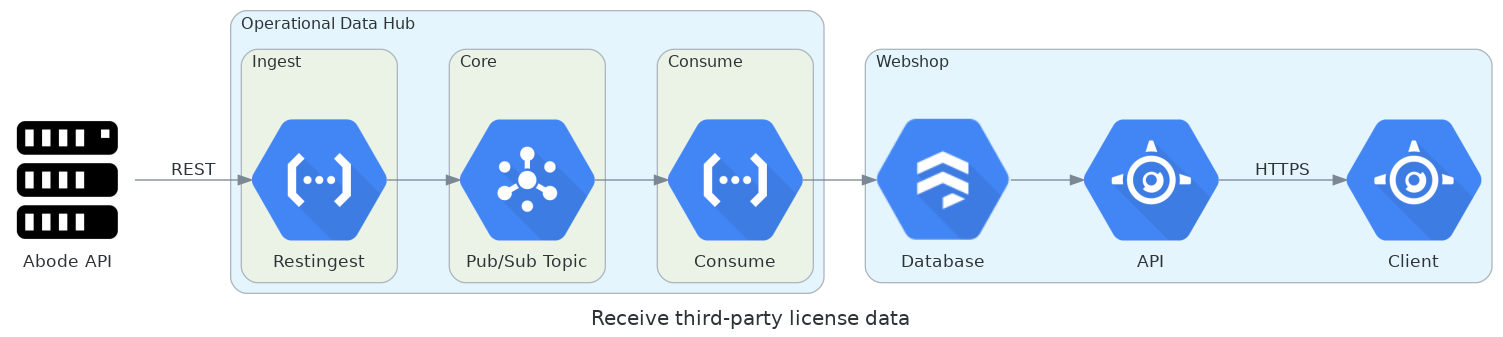 Operational Data Hub
Ingest
Core
Consume
Webshop
REST
HTTPS
Abode API
Restingest
Pub/Sub Topic
Consume
Database
API
Client
Receive third-party license data